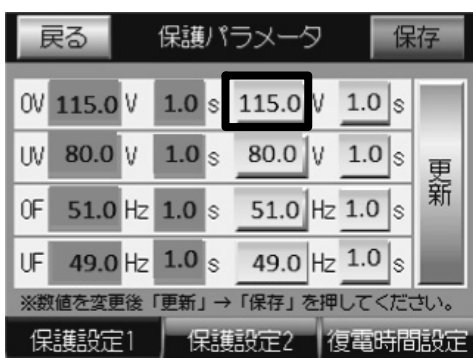 戻る 保護パラメータ 保存
OV 115.0 V 1.0 s 115.0 V 1.0 s
UV 80.0 V 1.0 s 80.0 V 1.0 s
OF 51.0 Hz 1.0 s 51.0 Hz 1.0 s
UF 49.0 Hz 1.0 s 49.0 Hz 1.0 s
更新
※数値を変更後「更新」→「保存」を押してください。
保護設定1 保護設定2 復電時間設定